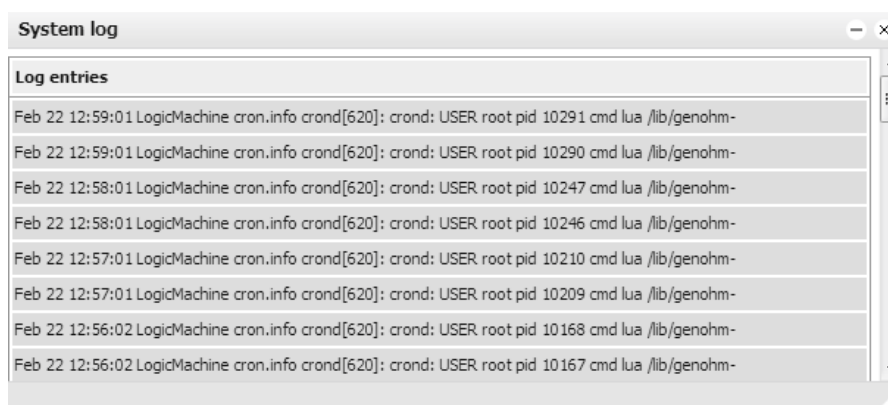 System log
Log entries
Feb 22 12:59:01 LogicMachine cron.info crond[620]: crond: USER root pid 10291 cmd lua /lib/genohm-
Feb 22 12:59:01 LogicMachine cron.info crond[620]: crond: USER root pid 10290 cmd lua /lib/genohm-
Feb 22 12:58:01 LogicMachine cron.info crond[620]: crond: USER root pid 10247 cmd lua /lib/genohm-
Feb 22 12:58:01 LogicMachine cron.info crond[620]: crond: USER root pid 10246 cmd lua /lib/genohm-
Feb 22 12:57:01 LogicMachine cron.info crond[620]: crond: USER root pid 10210 cmd lua /lib/genohm-
Feb 22 12:57:01 LogicMachine cron.info crond[620]: crond: USER root pid 10209 cmd lua /lib/genohm-
Feb 22 12:56:02 LogicMachine cron.info crond[620]: crond: USER root pid 10168 cmd lua /lib/genohm-
Feb 22 12:56:02 LogicMachine cron.info crond[620]: crond: USER root pid 10167 cmd lua /lib/genohm-